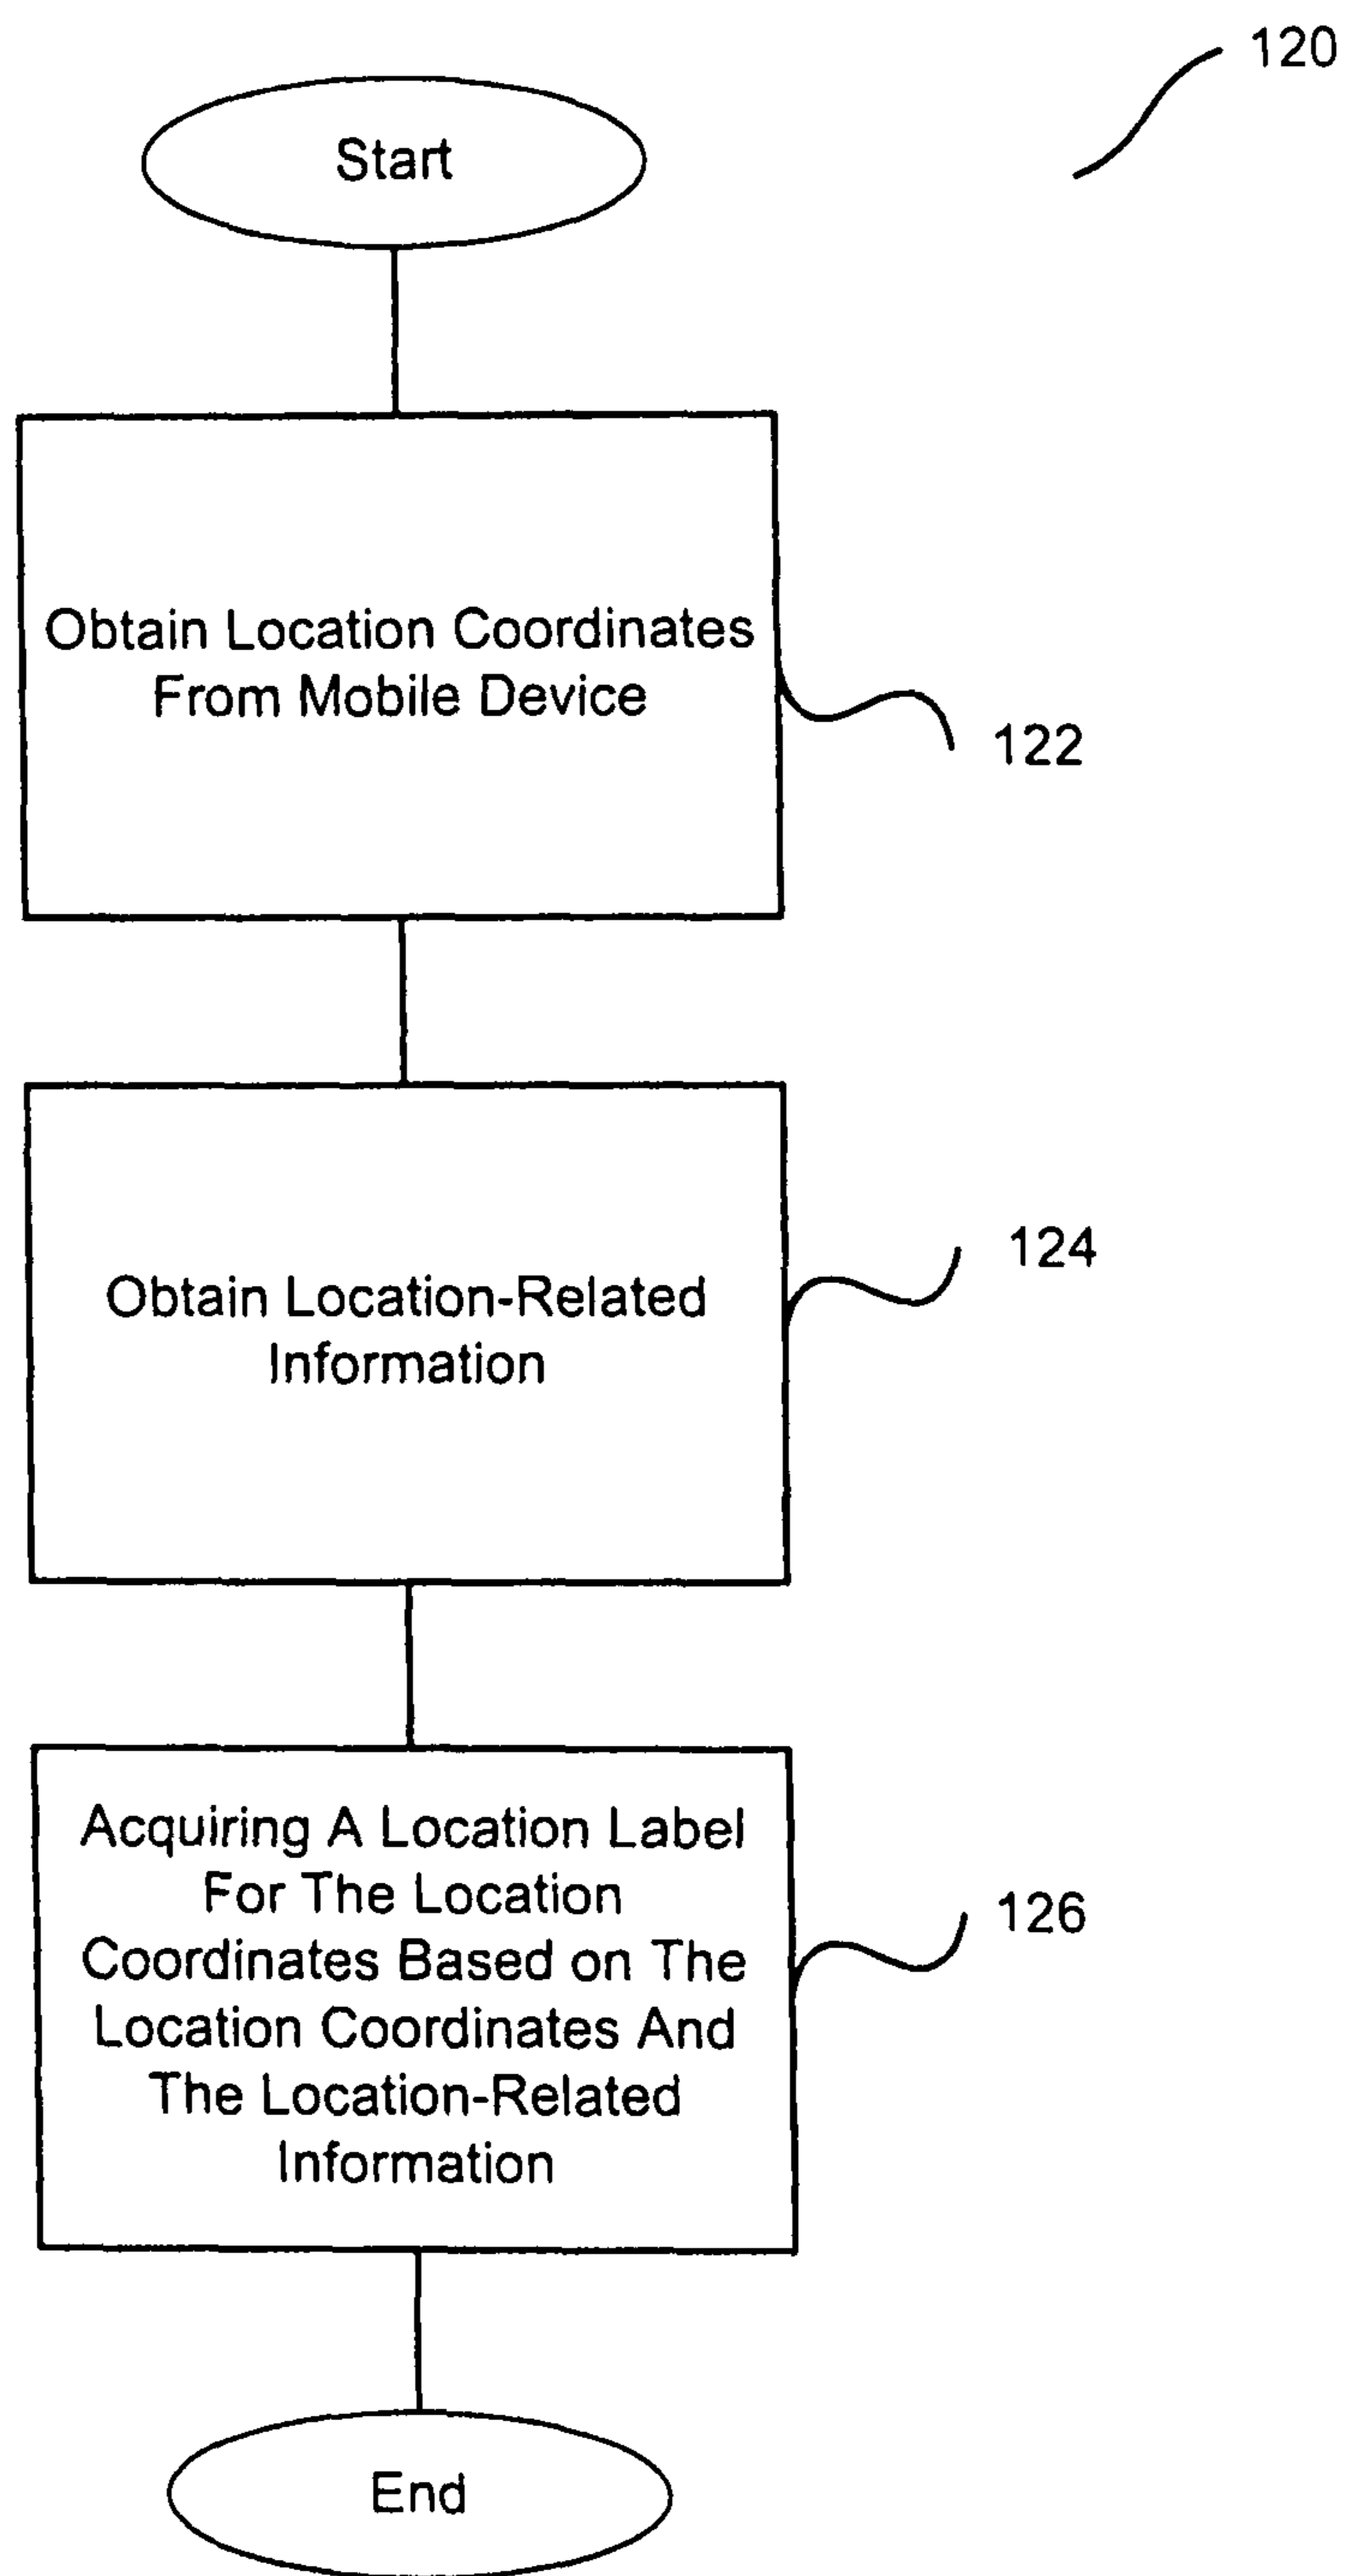 120
Start
Obtain Location Coordinates
From Mobile Device
122
Obtain Location-Related
Information
124
Acquiring A Location Label
For The Location
Coordinates Based on The
Location Coordinates And
The Location-Related
Information
126
End